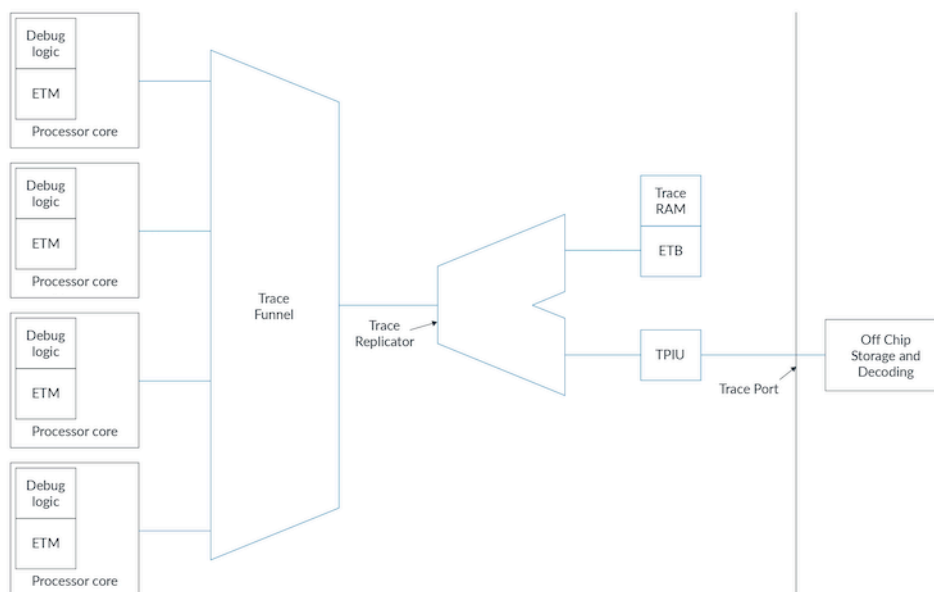 Debug
logic
ETM
Processor core
Debug
logic
ETM
Processor core
Debug
logic
ETM
Processor core
Debug
logic
ETM
Processor core
Trace
Funnel
Trace
Replicator
Trace
RAM
ETB
TPIU
Trace Port
Off Chip
Storage and
Decoding